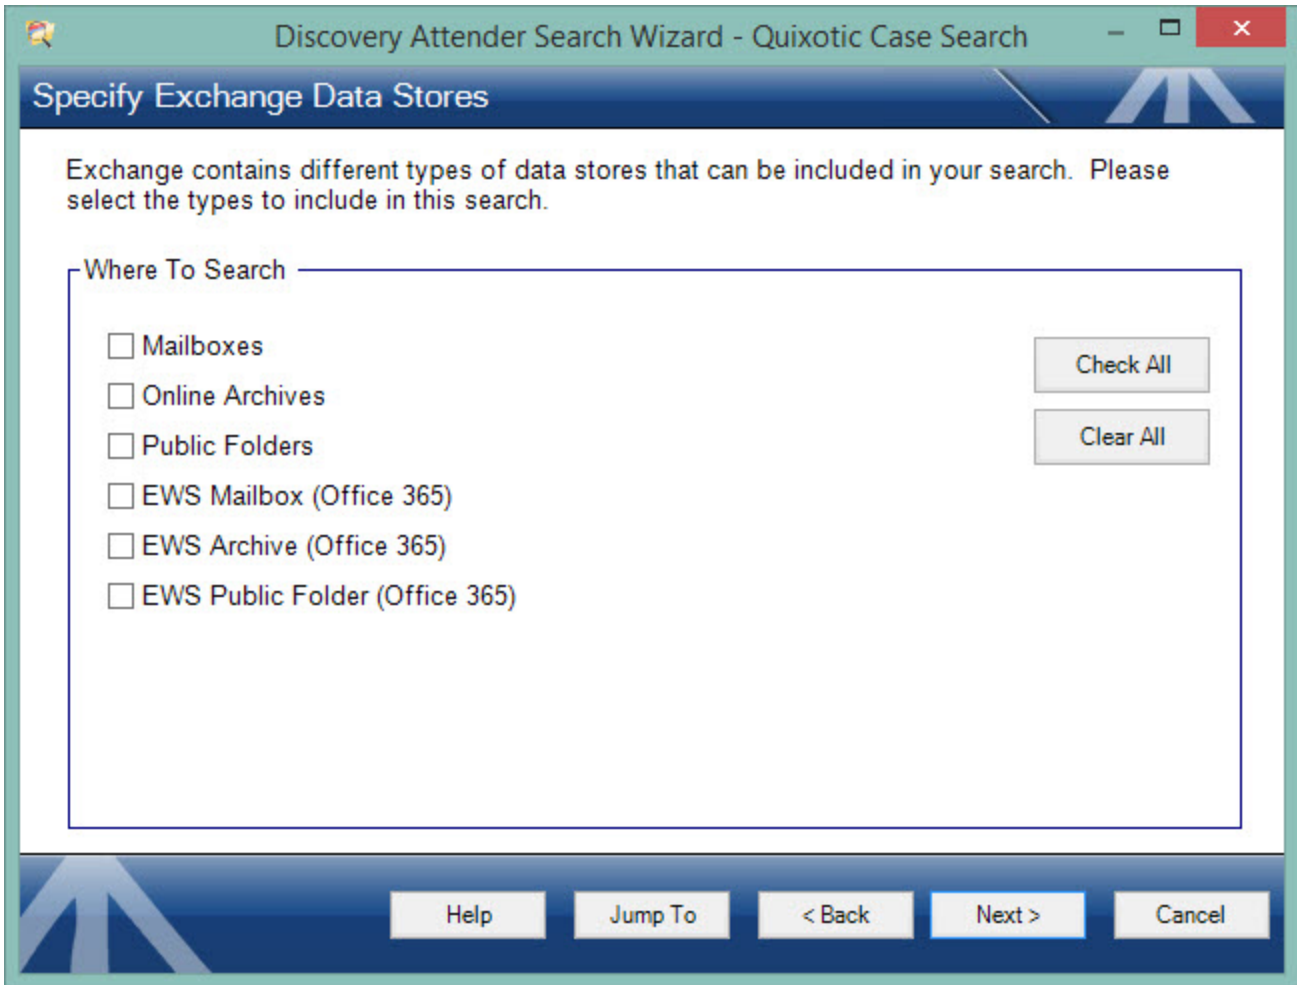 Discovery Attender Search Wizard - Quixotic Case Search
Specify Exchange Data Stores
Exchange contains different types of data stores that can be included in your search.  Please
select the types to include in this search.
Where To Search
Mailboxes
Online Archives
Public Folders
EWS Mailbox (Office 365)
EWS Archive (Office 365)
EWS Public Folder (Office 365)
Check All
Clear All
Help
Jump To
< Back
Next >
Cancel